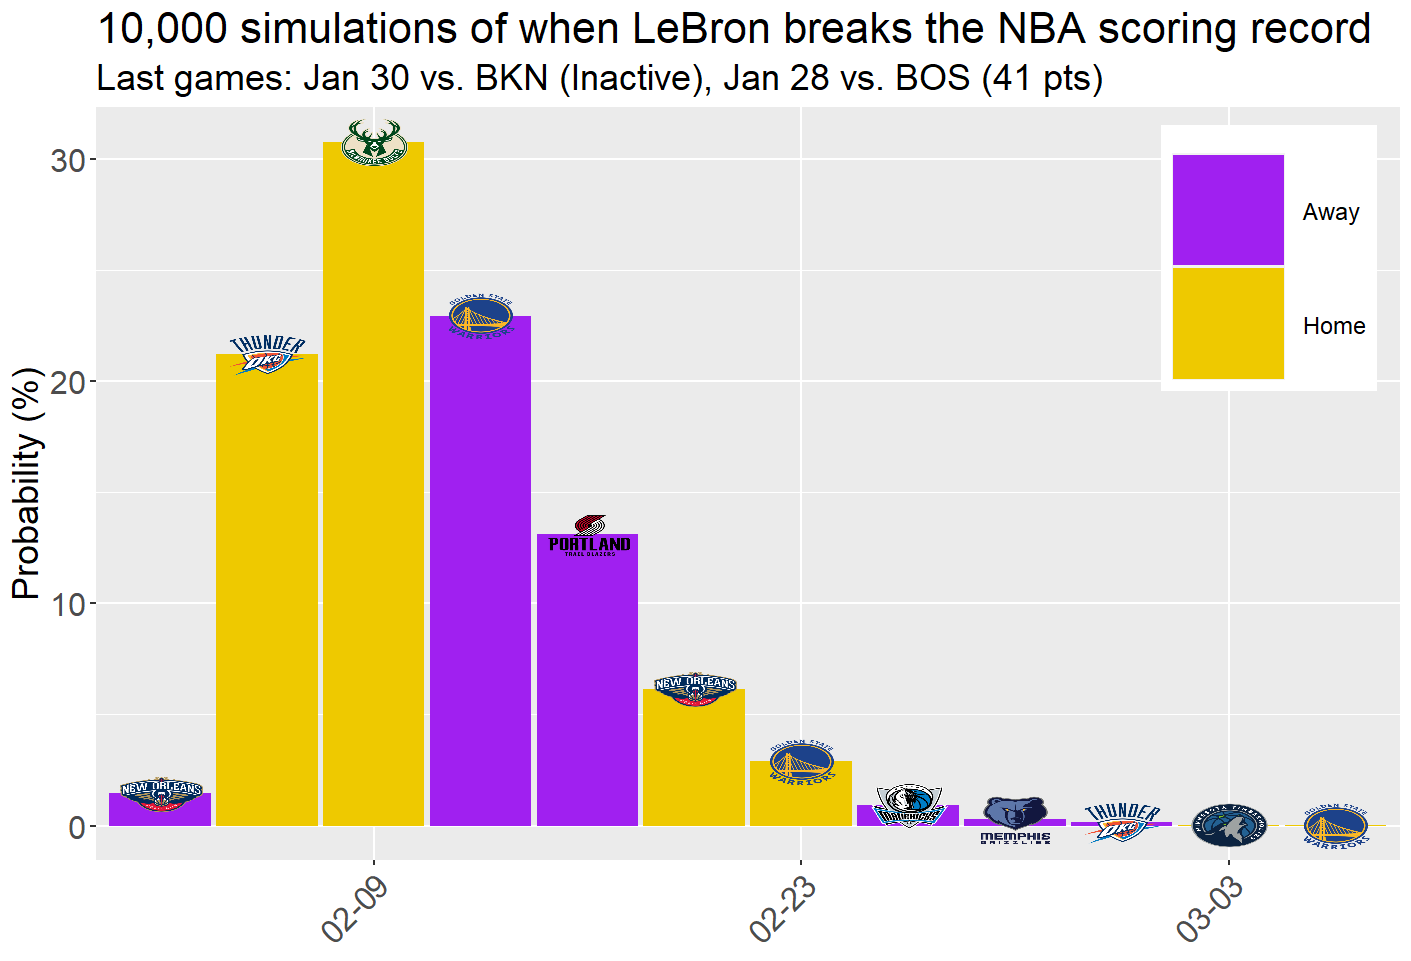 10,000 simulations of when LeBron breaks the NBA scoring record
Last games: Jan 30 vs. BKN (Inactive), Jan 28 vs. BOS (41 pts)
Probability (%)
30
20
10
0
Away
Home
THUNDER
OKC
GOLDEN STATE
WARRIORS
PORTLAND
TRAIL BLAZERS
NEW ORLEANS
NEW ORLEANS
GOLDEN STATE
WARRIORS
MAVERICKS
MEMPHIS
GRIZZLIES
THUNDER
OKC
GOLDEN STATE
WARRIORS
02-09
02-23
03-03